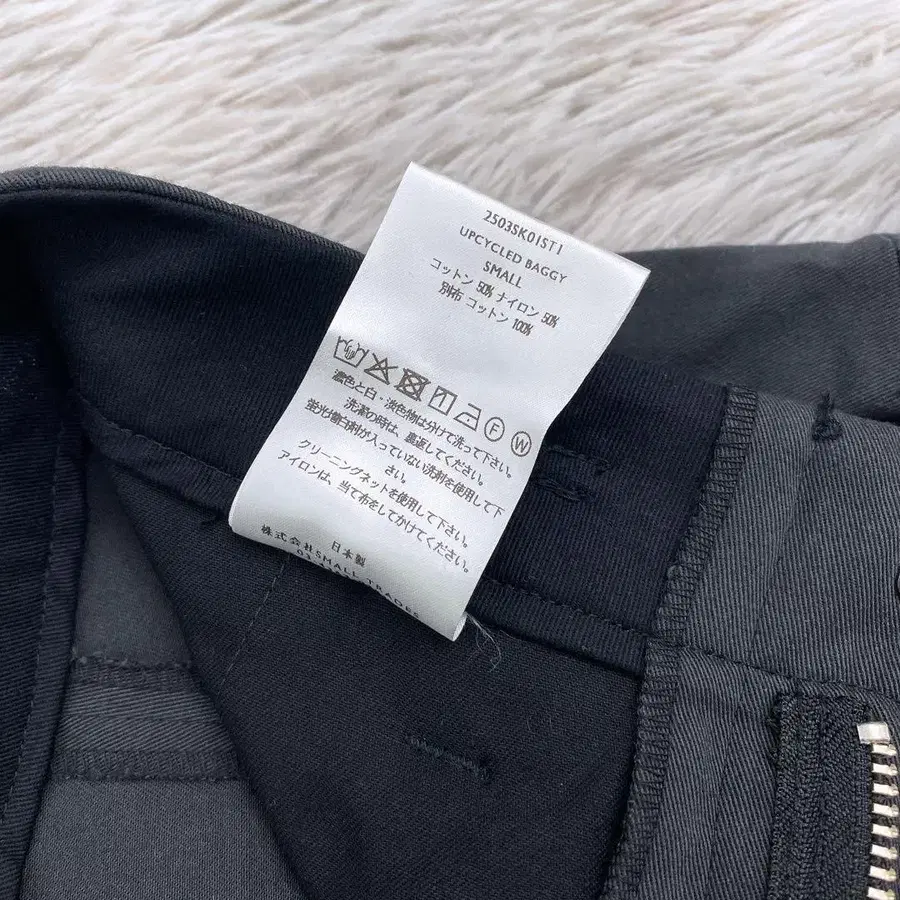 25035K01ST1
UPCYCLED BAGGY
SMALL
コットン 50% ナイロン 50%
別布 コットン 100%
F W
濃色と白・淡色物は分けて洗って下さい。
洗濯の時は、裏返してください。
蛍光増白剤が入っていない洗剤を使用して下
さい。
クリーニングネットを使用して下さい。
アイロンは、当て布をしてかけてください。
日本製
株式会社SMALL TRADES